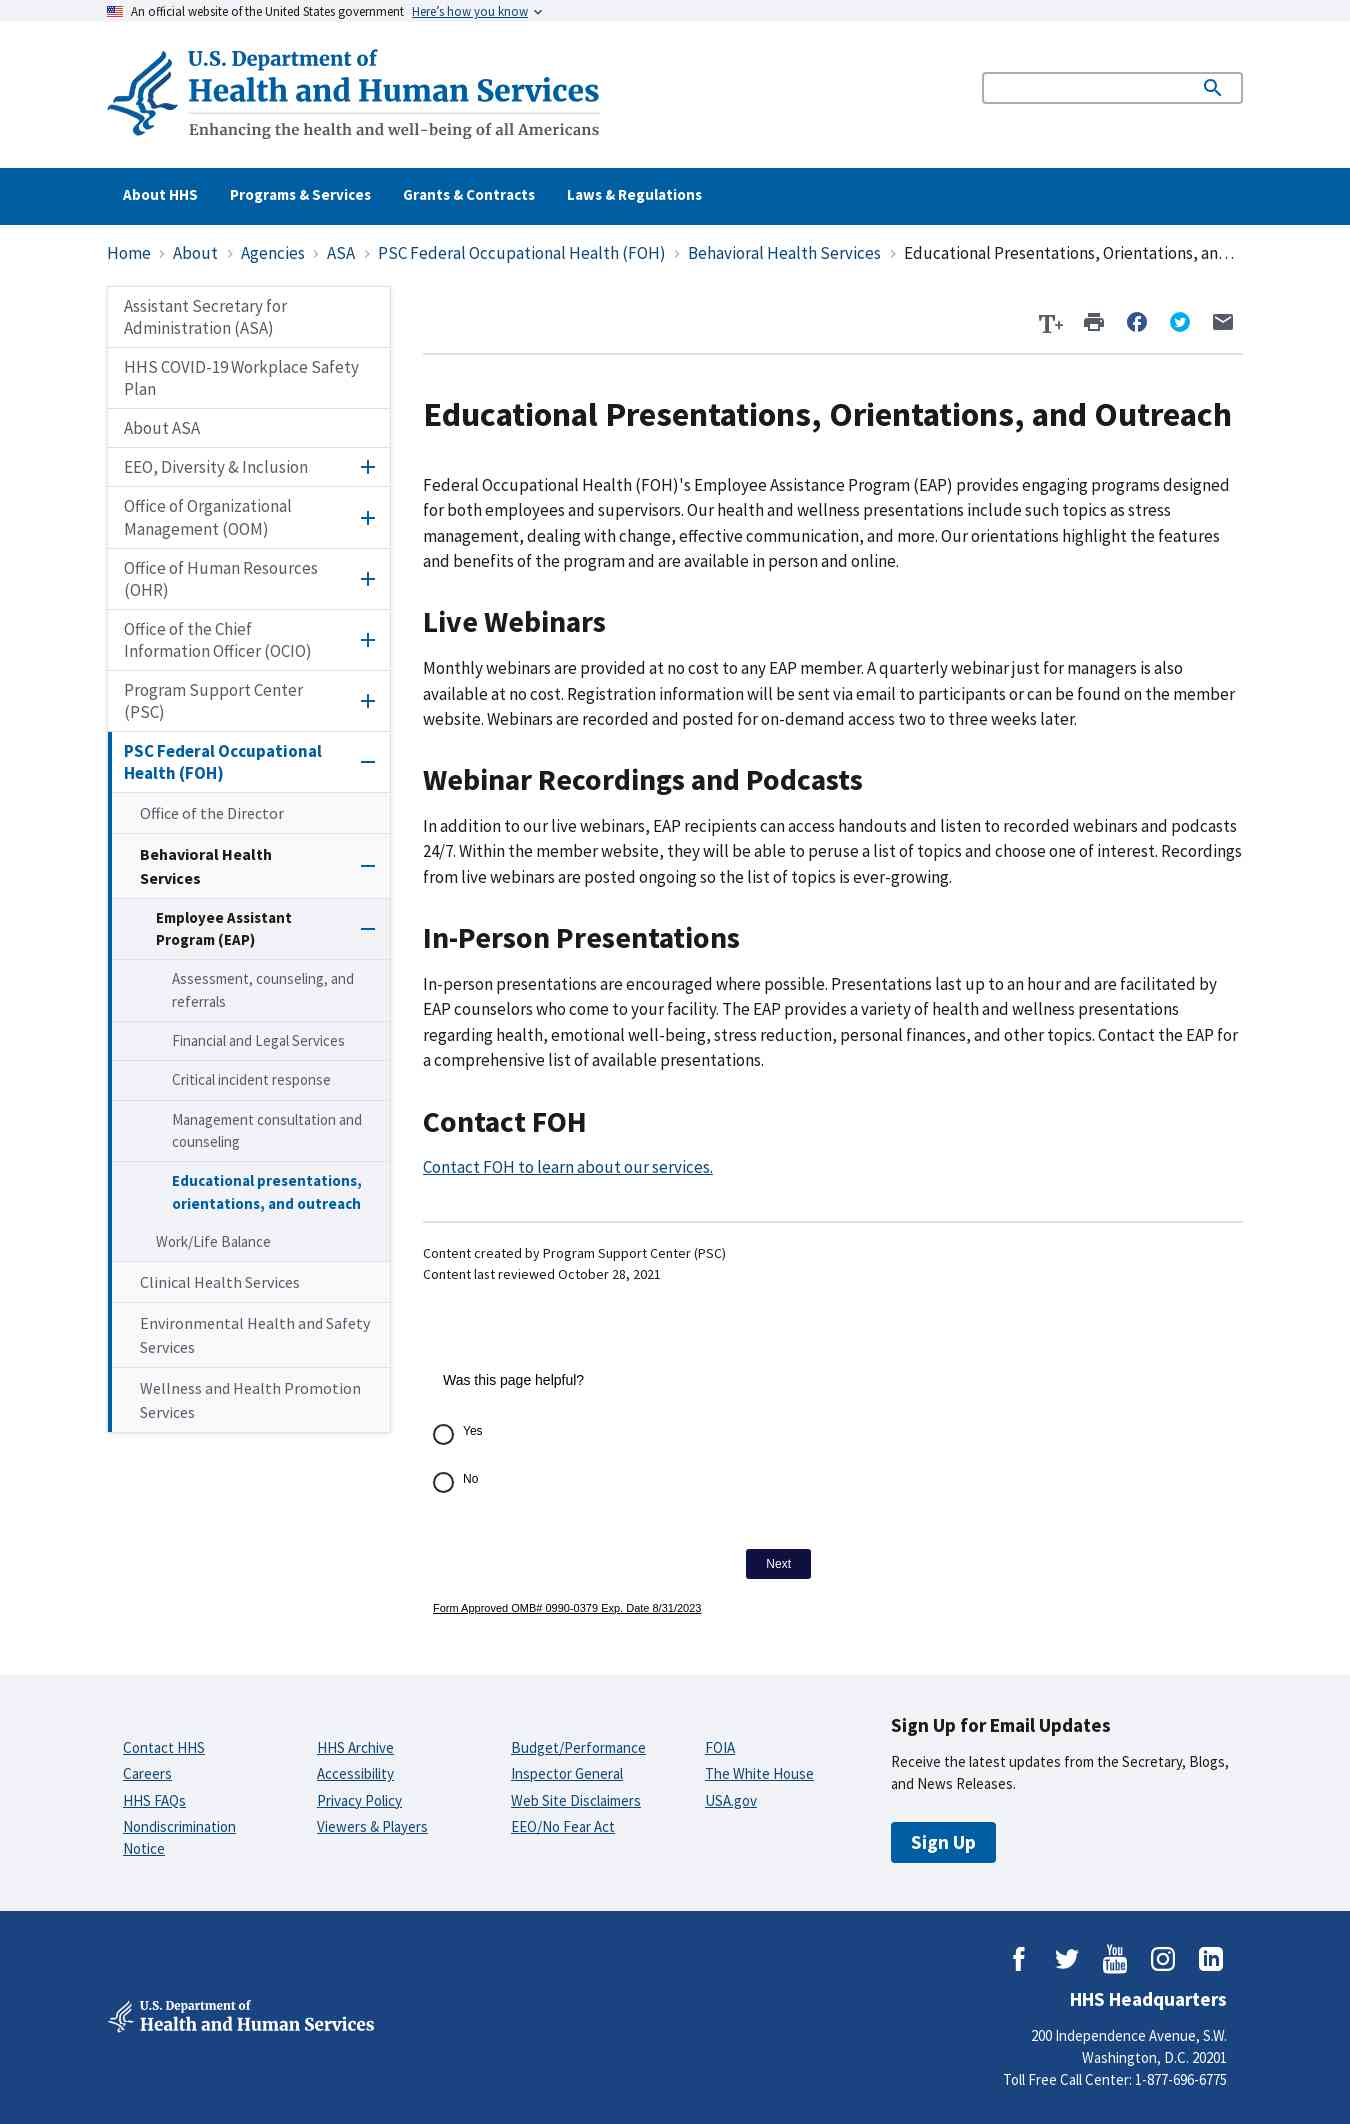 An official website of the United States government Here's how you know
U.S. Department of
Health and Human Services
Enhancing the health and well-being of all Americans
About HHS Programs & Services Grants & Contracts Laws & Regulations
Home › About › Agencies › ASA › PSC Federal Occupational Health (FOH) › Behavioral Health Services › Educational Presentations, Orientations, an…
Assistant Secretary for
Administration (ASA)
HHS COVID-19 Workplace Safety
Plan
About ASA
EEO, Diversity & Inclusion
Office of Organizational
Management (OOM)
Office of Human Resources
(OHR)
Office of the Chief
Information Officer (OCIO)
Program Support Center
(PSC)
PSC Federal Occupational
Health (FOH)
Office of the Director
Behavioral Health
Services
Employee Assistant
Program (EAP)
Assessment, counseling, and
referrals
Financial and Legal Services
Critical incident response
Management consultation and
counseling
Educational presentations,
orientations, and outreach
Work/Life Balance
Clinical Health Services
Environmental Health and Safety
Services
Wellness and Health Promotion
Services
T+
Educational Presentations, Orientations, and Outreach
Federal Occupational Health (FOH)'s Employee Assistance Program (EAP) provides engaging programs designed
for both employees and supervisors. Our health and wellness presentations include such topics as stress
management, dealing with change, effective communication, and more. Our orientations highlight the features
and benefits of the program and are available in person and online.
Live Webinars
Monthly webinars are provided at no cost to any EAP member. A quarterly webinar just for managers is also
available at no cost. Registration information will be sent via email to participants or can be found on the member
website. Webinars are recorded and posted for on-demand access two to three weeks later.
Webinar Recordings and Podcasts
In addition to our live webinars, EAP recipients can access handouts and listen to recorded webinars and podcasts
24/7. Within the member website, they will be able to peruse a list of topics and choose one of interest. Recordings
from live webinars are posted ongoing so the list of topics is ever-growing.
In-Person Presentations
In-person presentations are encouraged where possible. Presentations last up to an hour and are facilitated by
EAP counselors who come to your facility. The EAP provides a variety of health and wellness presentations
regarding health, emotional well-being, stress reduction, personal finances, and other topics. Contact the EAP for
a comprehensive list of available presentations.
Contact FOH
Contact FOH to learn about our services.
Content created by Program Support Center (PSC)
Content last reviewed October 28, 2021
Was this page helpful?
Yes
No
Next
Form Approved OMB# 0990-0379 Exp. Date 8/31/2023
Contact HHS
Careers
HHS FAQs
Nondiscrimination
Notice
HHS Archive
Accessibility
Privacy Policy
Viewers & Players
Budget/Performance
Inspector General
Web Site Disclaimers
EEO/No Fear Act
FOIA
The White House
USA.gov
Sign Up for Email Updates
Receive the latest updates from the Secretary, Blogs,
and News Releases.
Sign Up
You
Tube
U.S. Department of
Health and Human Services
HHS Headquarters
200 Independence Avenue, S.W.
Washington, D.C. 20201
Toll Free Call Center: 1-877-696-6775